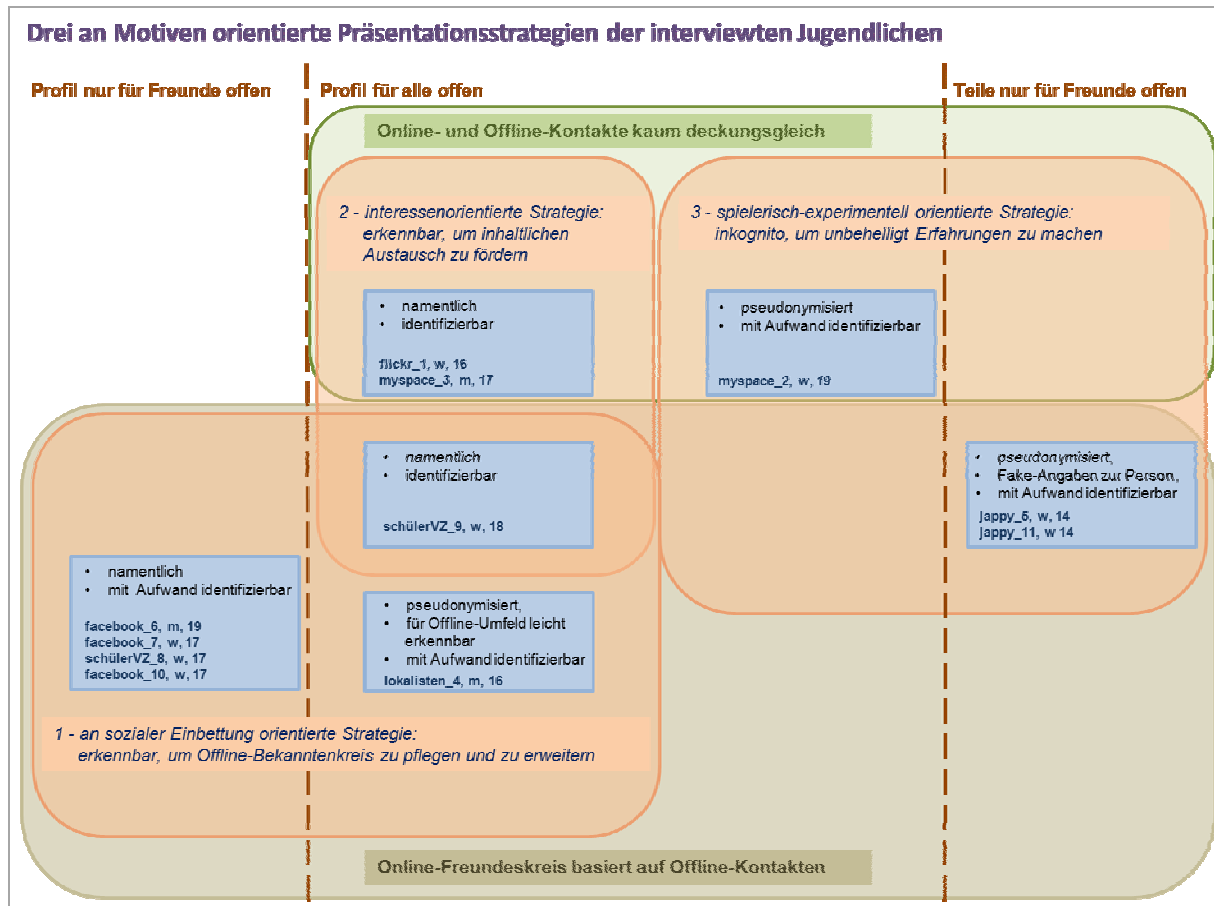 Drei an Motiven orientierte Präsentationsstrategien der interviewten Jugendlichen
Profil nur für Freunde offen
Profil für alle offen
Teile nur für Freunde offen
Online- und Offline-Kontakte kaum deckungsgleich
2 - interessenorientierte Strategie:
erkennbar, um inhaltlichen
Austausch zu fördern
3 - spielerisch-experimentell orientierte Strategie:
inkognito, um unbehelligt Erfahrungen zu machen
• namentlich
• identifizierbar
flickr_1, w, 16
myspace_3, m, 17
• pseudonymisiert
• mit Aufwand identifizierbar
myspace_2, w, 19
• namentlich
• identifizierbar
schülerVZ_9, w, 18
• pseudonymisiert,
• Fake-Angaben zur Person,
• mit Aufwand identifizierbar
jappy_5, w, 14
jappy_11, w 14
• namentlich
• mit Aufwand identifizierbar
facebook_6, m, 19
facebook_7, w, 17
schülerVZ_8, w, 17
facebook_10, w, 17
• pseudonymisiert,
• für Offline-Umfeld leicht
erkennbar
• mit Aufwand identifizierbar
lokalisten_4, m, 16
1 - an sozialer Einbettung orientierte Strategie:
erkennbar, um Offline-Bekanntenkreis zu pflegen und zu erweitern
Online-Freundeskreis basiert auf Offline-Kontakten